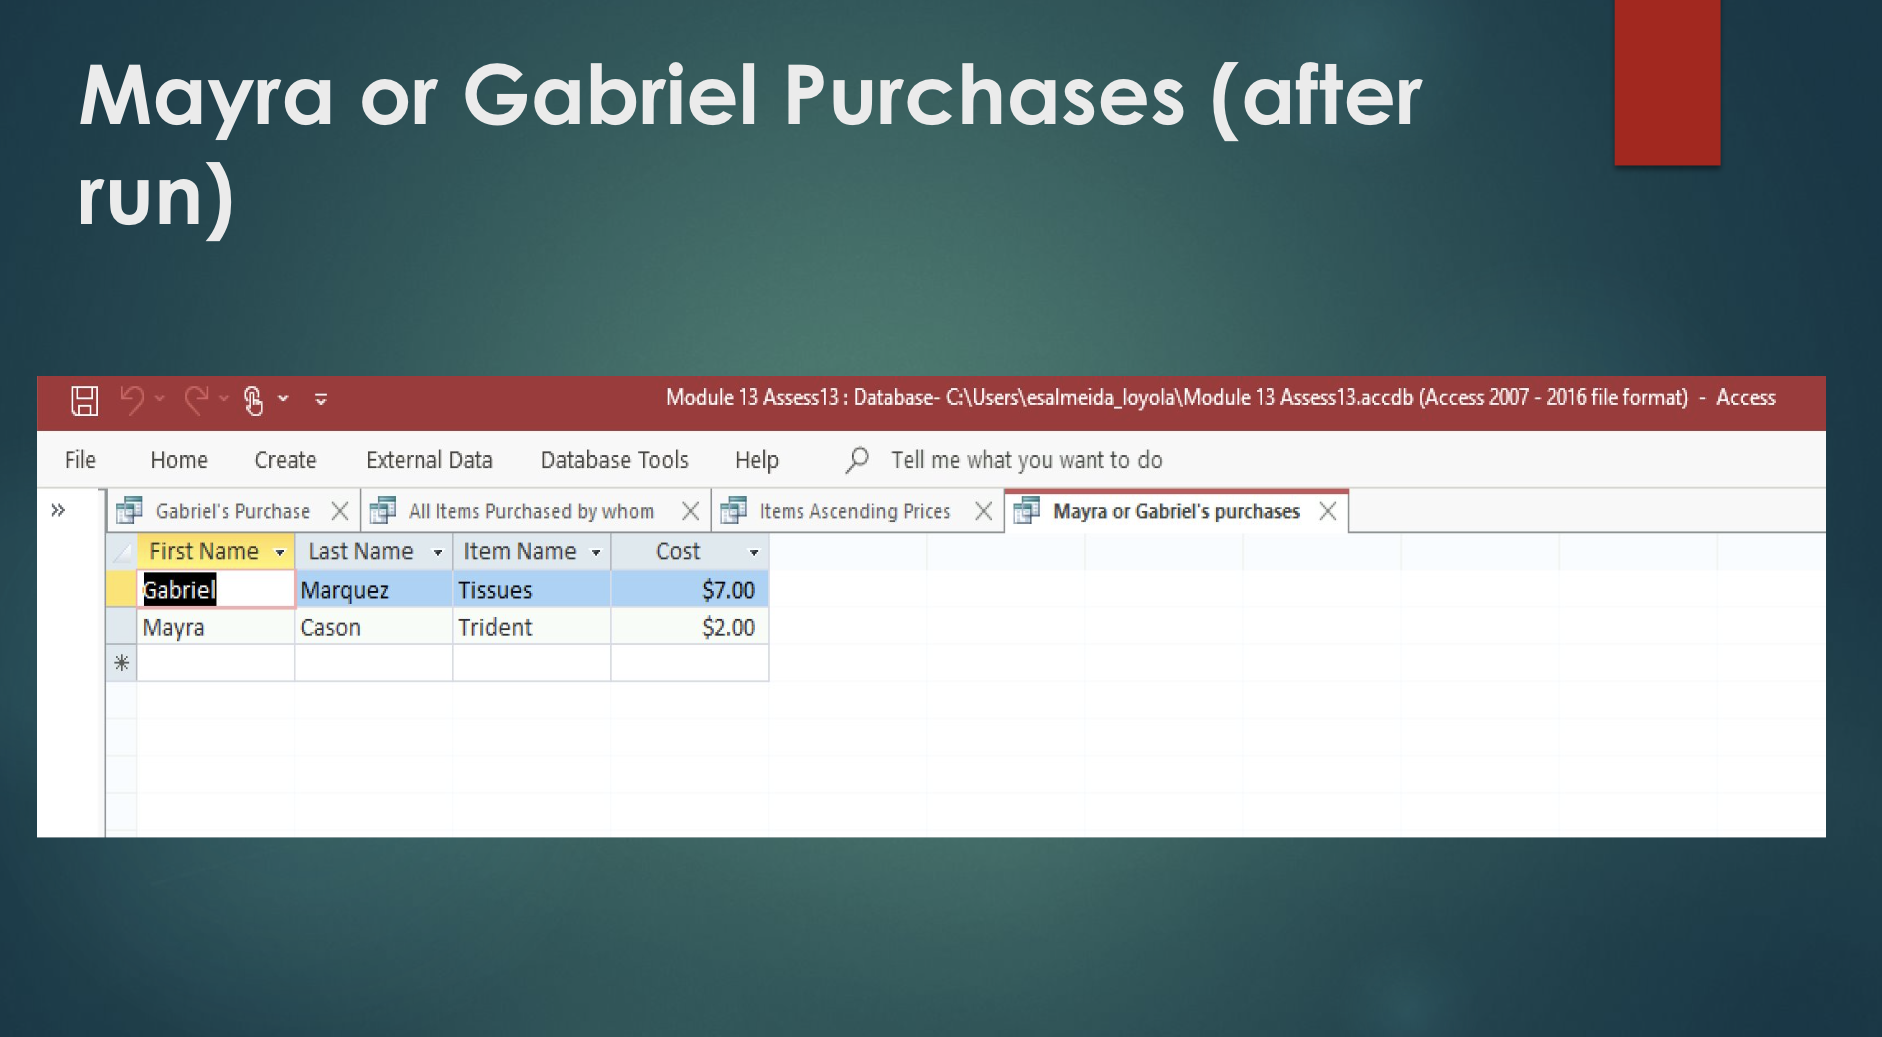 Mayra or Gabriel Purchases (after
run)
Module 13 Assess13 : Database- C:\Users\esalmeida_loyola\Module 13 Assess13.accdb (Access 2007 - 2016 file format) - Access
File Home Create External Data Database Tools Help Tell me what you want to do
Gabriel's Purchase All Items Purchased by whom Items Ascending Prices Mayra or Gabriel's purchases
First Name Last Name Item Name Cost
Gabriel Marquez Tissues $7.00
Mayra Cason Trident $2.00